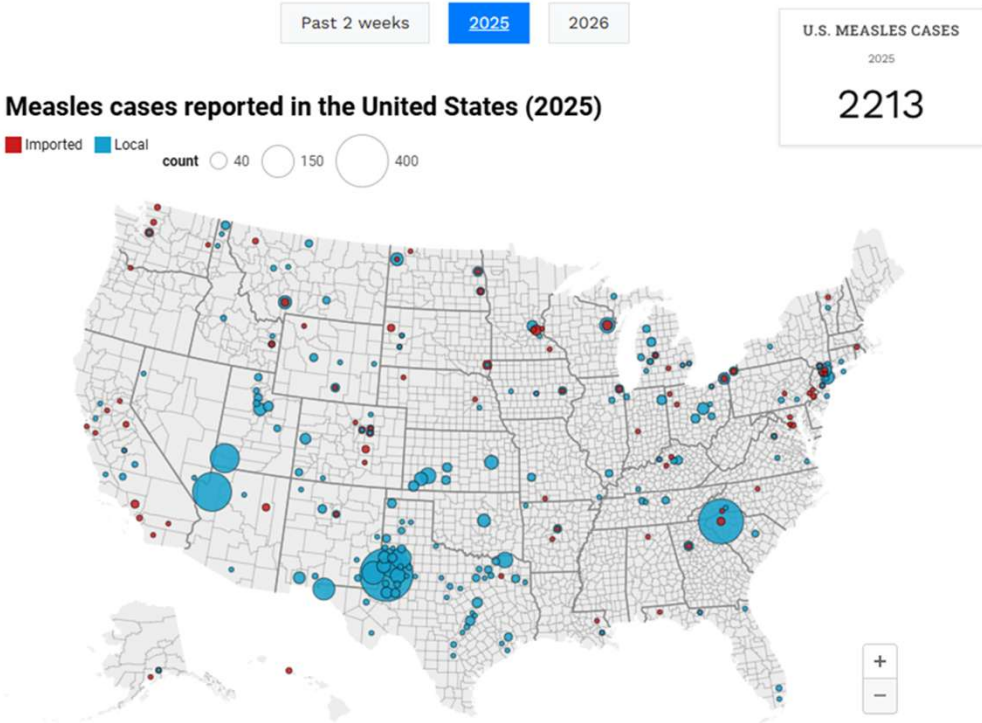 Past 2 weeks
2025
2026
U.S. MEASLES CASES
2025
2213
Measles cases reported in the United States (2025)
Imported
Local
count
40
150
400
+
−